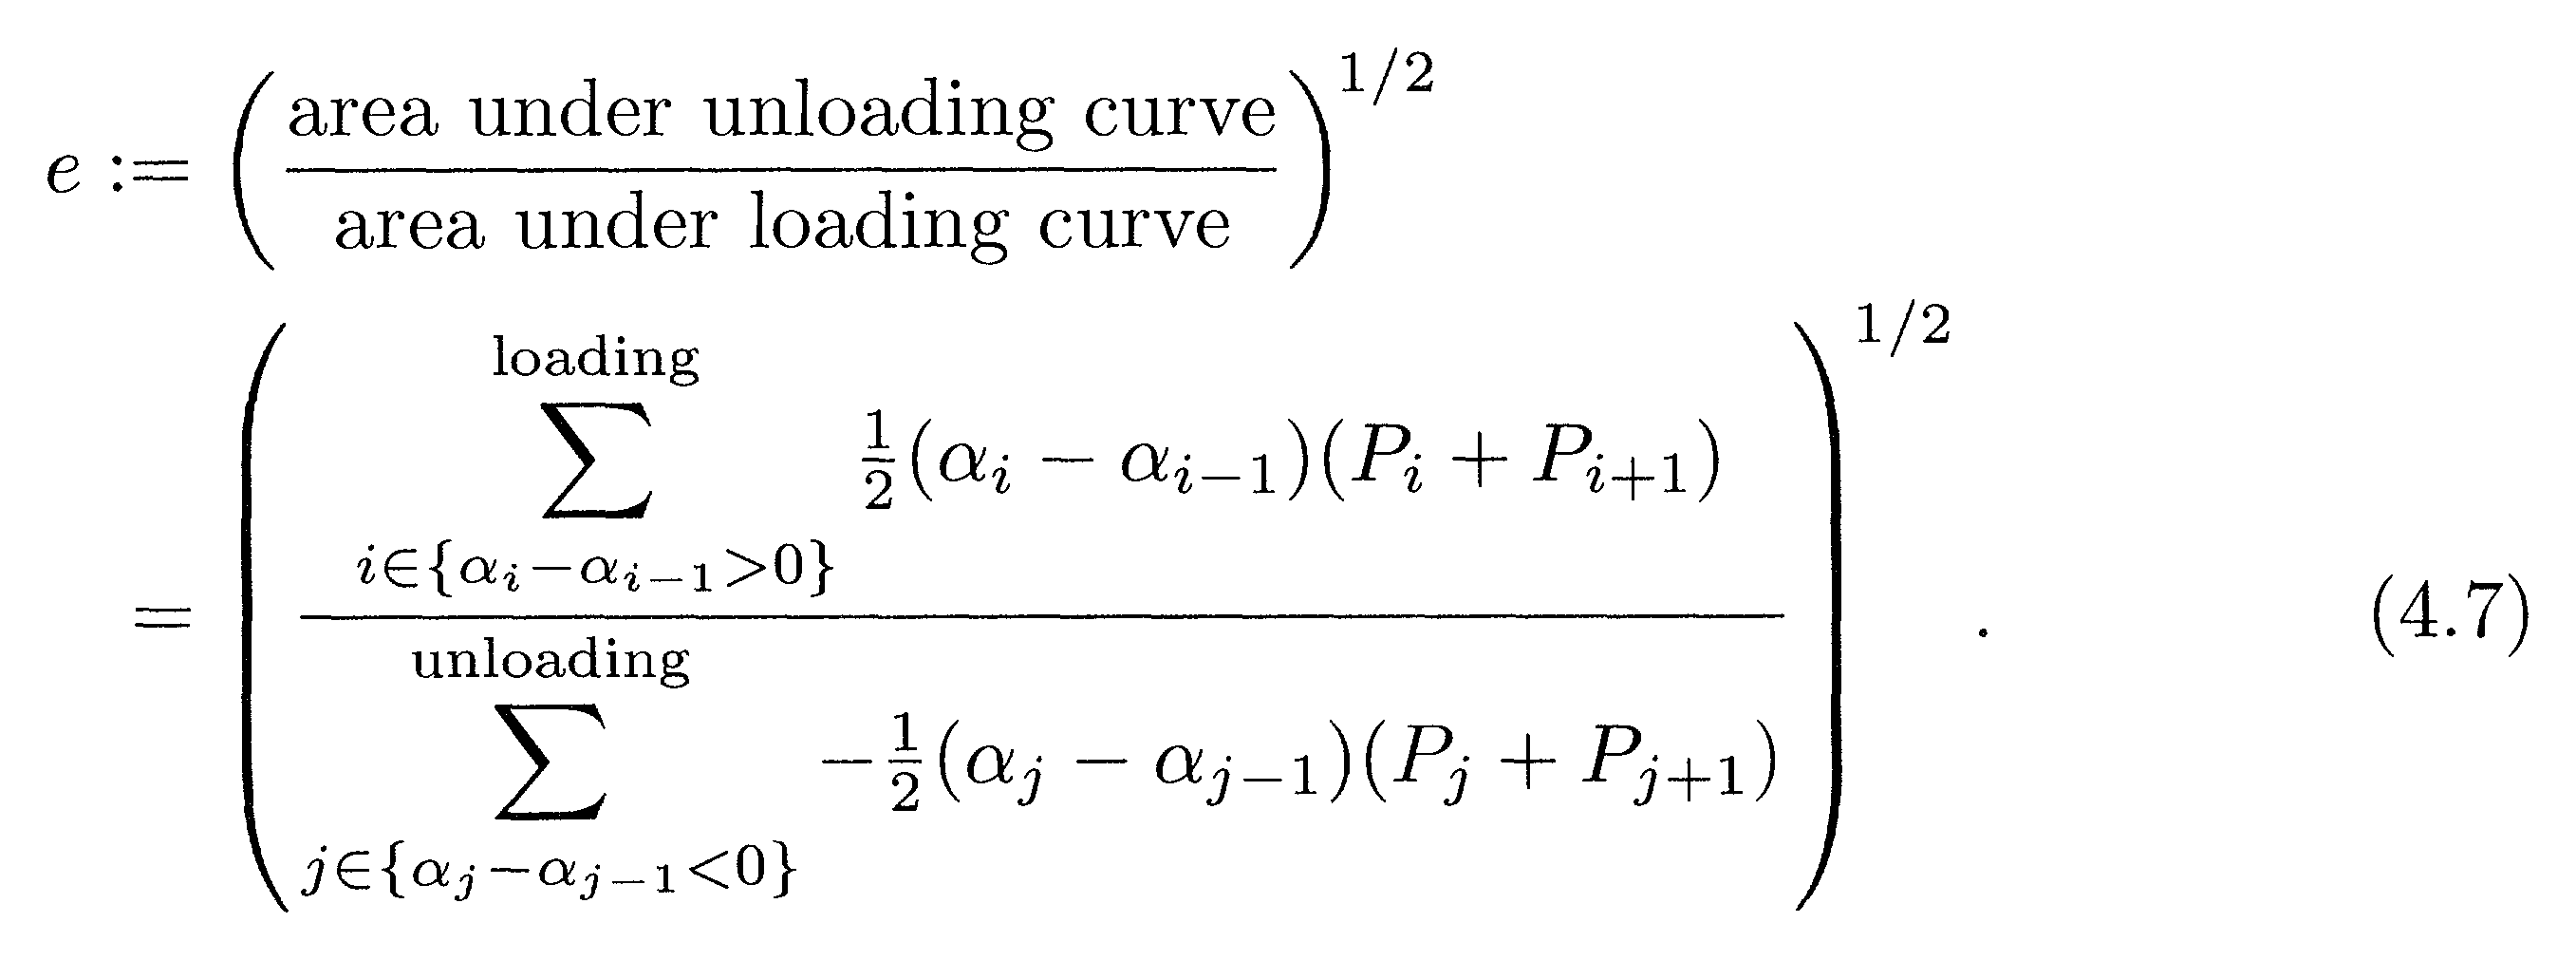 e := ( area under unloading curve / area under loading curve )^{1/2}
= ( \sum_{i∈{α_i−α_{i−1}>0}}^{loading} ½(α_i − α_{i−1})(P_i + P_{i+1}) / \sum_{j∈{α_j−α_{j−1}<0}}^{unloading} −½(α_j − α_{j−1})(P_j + P_{j+1}) )^{1/2} . (4.7)